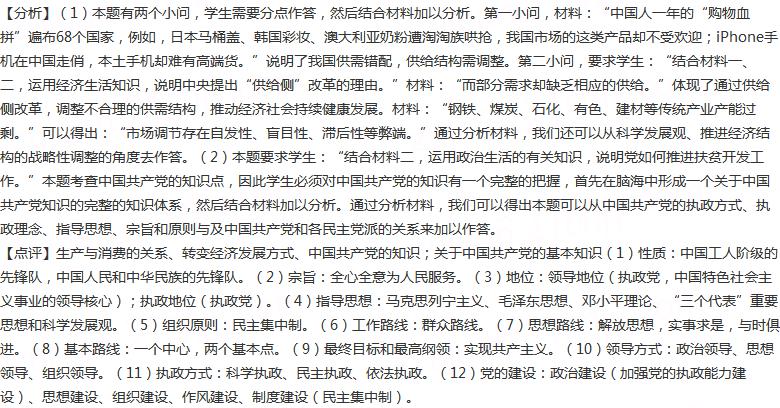 【分析】（1）本题有两个小问，学生需要分点作答，然后结合材料加以分析。第一小问，材料：“中国人一年的“购物血
拼”遍布68个国家，例如，日本马桶盖、韩国彩妆、澳大利亚奶粉遭淘淘族哄抢，我国市场的这类产品却不受欢迎；iPhone手
机在中国走俏，本土手机却难有高端货。”说明了我国供需错配，供给结构需调整。第二小问，要求学生：“结合材料一、
二，运用经济生活知识，说明中央提出“供给侧”改革的理由。”材料：“而部分需求却缺乏相应的供给。”体现了通过供给
侧改革，调整不合理的供需结构，推动经济社会持续健康发展。材料：“钢铁、煤炭、石化、有色、建材等传统产业产能过
剩。”可以得出：“市场调节存在自发性、盲目性、滞后性等弊端。”通过分析材料，我们还可以从科学发展观、推进经济结
构的战略性调整的角度去作答。（2）本题要求学生：“结合材料二，运用政治生活的有关知识，说明党如何推进扶贫开发工
作。”本题考查中国共产党的知识点，因此学生必须对中国共产党的知识有一个完整的把握，首先在脑海中形成一个关于中国
共产党知识的完整的知识体系，然后结合材料加以分析。通过分析材料，我们可以得出本题可以从中国共产党的执政方式、执
政理念、指导思想、宗旨和原则与及中国共产党和各民主党派的关系来加以作答。
【点评】生产与消费的关系、转变经济发展方式、中国共产党的知识；关于中国共产党的基本知识（1）性质：中国工人阶级的
先锋队，中国人民和中华民族的先锋队。（2）宗旨：全心全意为人民服务。（3）地位：领导地位（执政党，中国特色社会主
义事业的领导核心）；执政地位（执政党）。（4）指导思想：马克思列宁主义、毛泽东思想、邓小平理论、“三个代表”重要
思想和科学发展观。（5）组织原则：民主集中制。（6）工作路线：群众路线。（7）思想路线：解放思想，实事求是，与时俱
进。（8）基本路线：一个中心，两个基本点。（9）最终目标和最高纲领：实现共产主义。（10）领导方式：政治领导、思想
领导、组织领导。（11）执政方式：科学执政、民主执政、依法执政。（12）党的建设：政治建设（加强党的执政能力建
设）、思想建设、组织建设、作风建设、制度建设（民主集中制）。